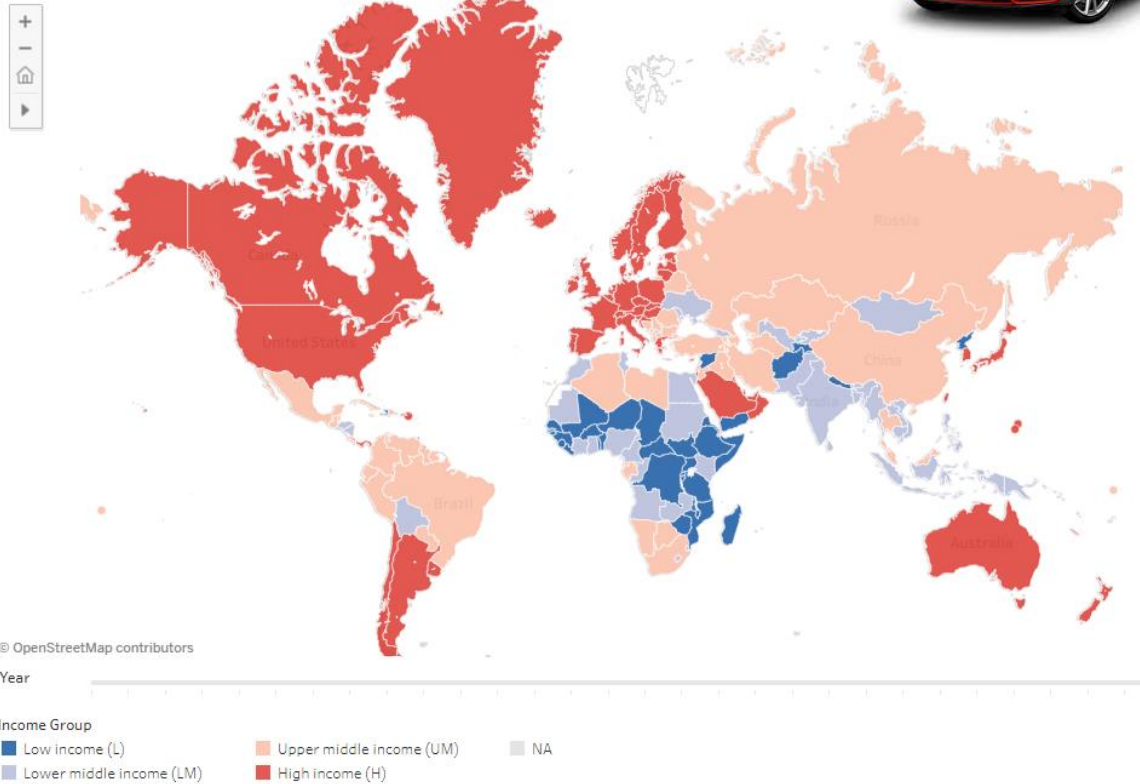 Canada
United States
Russia
China
India
Brazil
Australia
© OpenStreetMap contributors
Year
Income Group
Low income (L)
Upper middle income (UM)
NA
Lower middle income (LM)
High income (H)